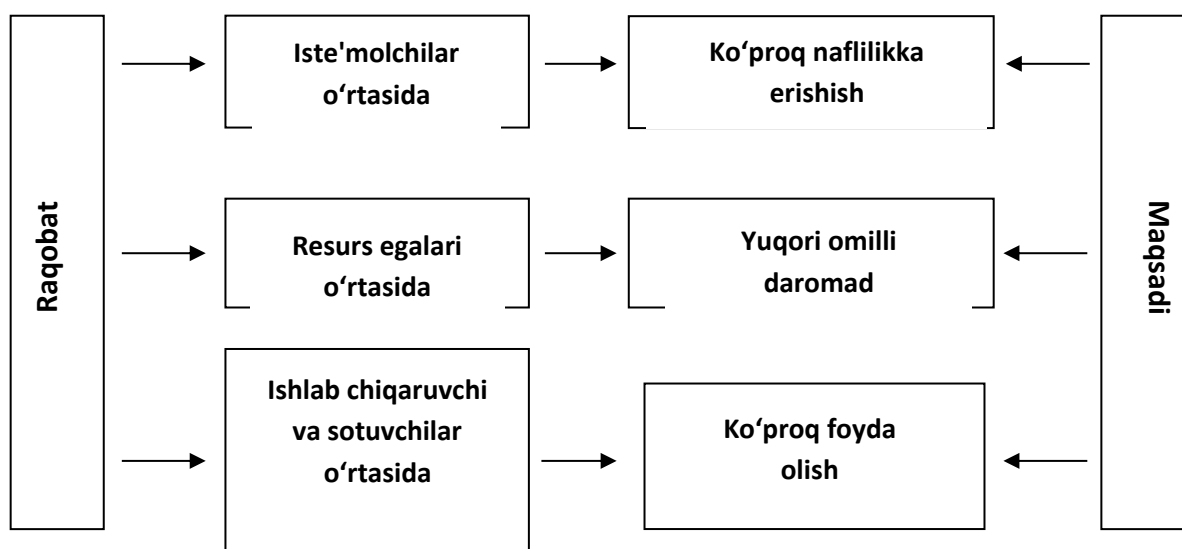 Raqobat
Iste'molchilar
o‘rtasida
Ko‘proq naflilikka
erishish
Resurs egalari
o‘rtasida
Yuqori omilli
daromad
Ishlab chiqaruvchi
va sotuvchilar
o‘rtasida
Ko‘proq foyda
olish
Maqsadi